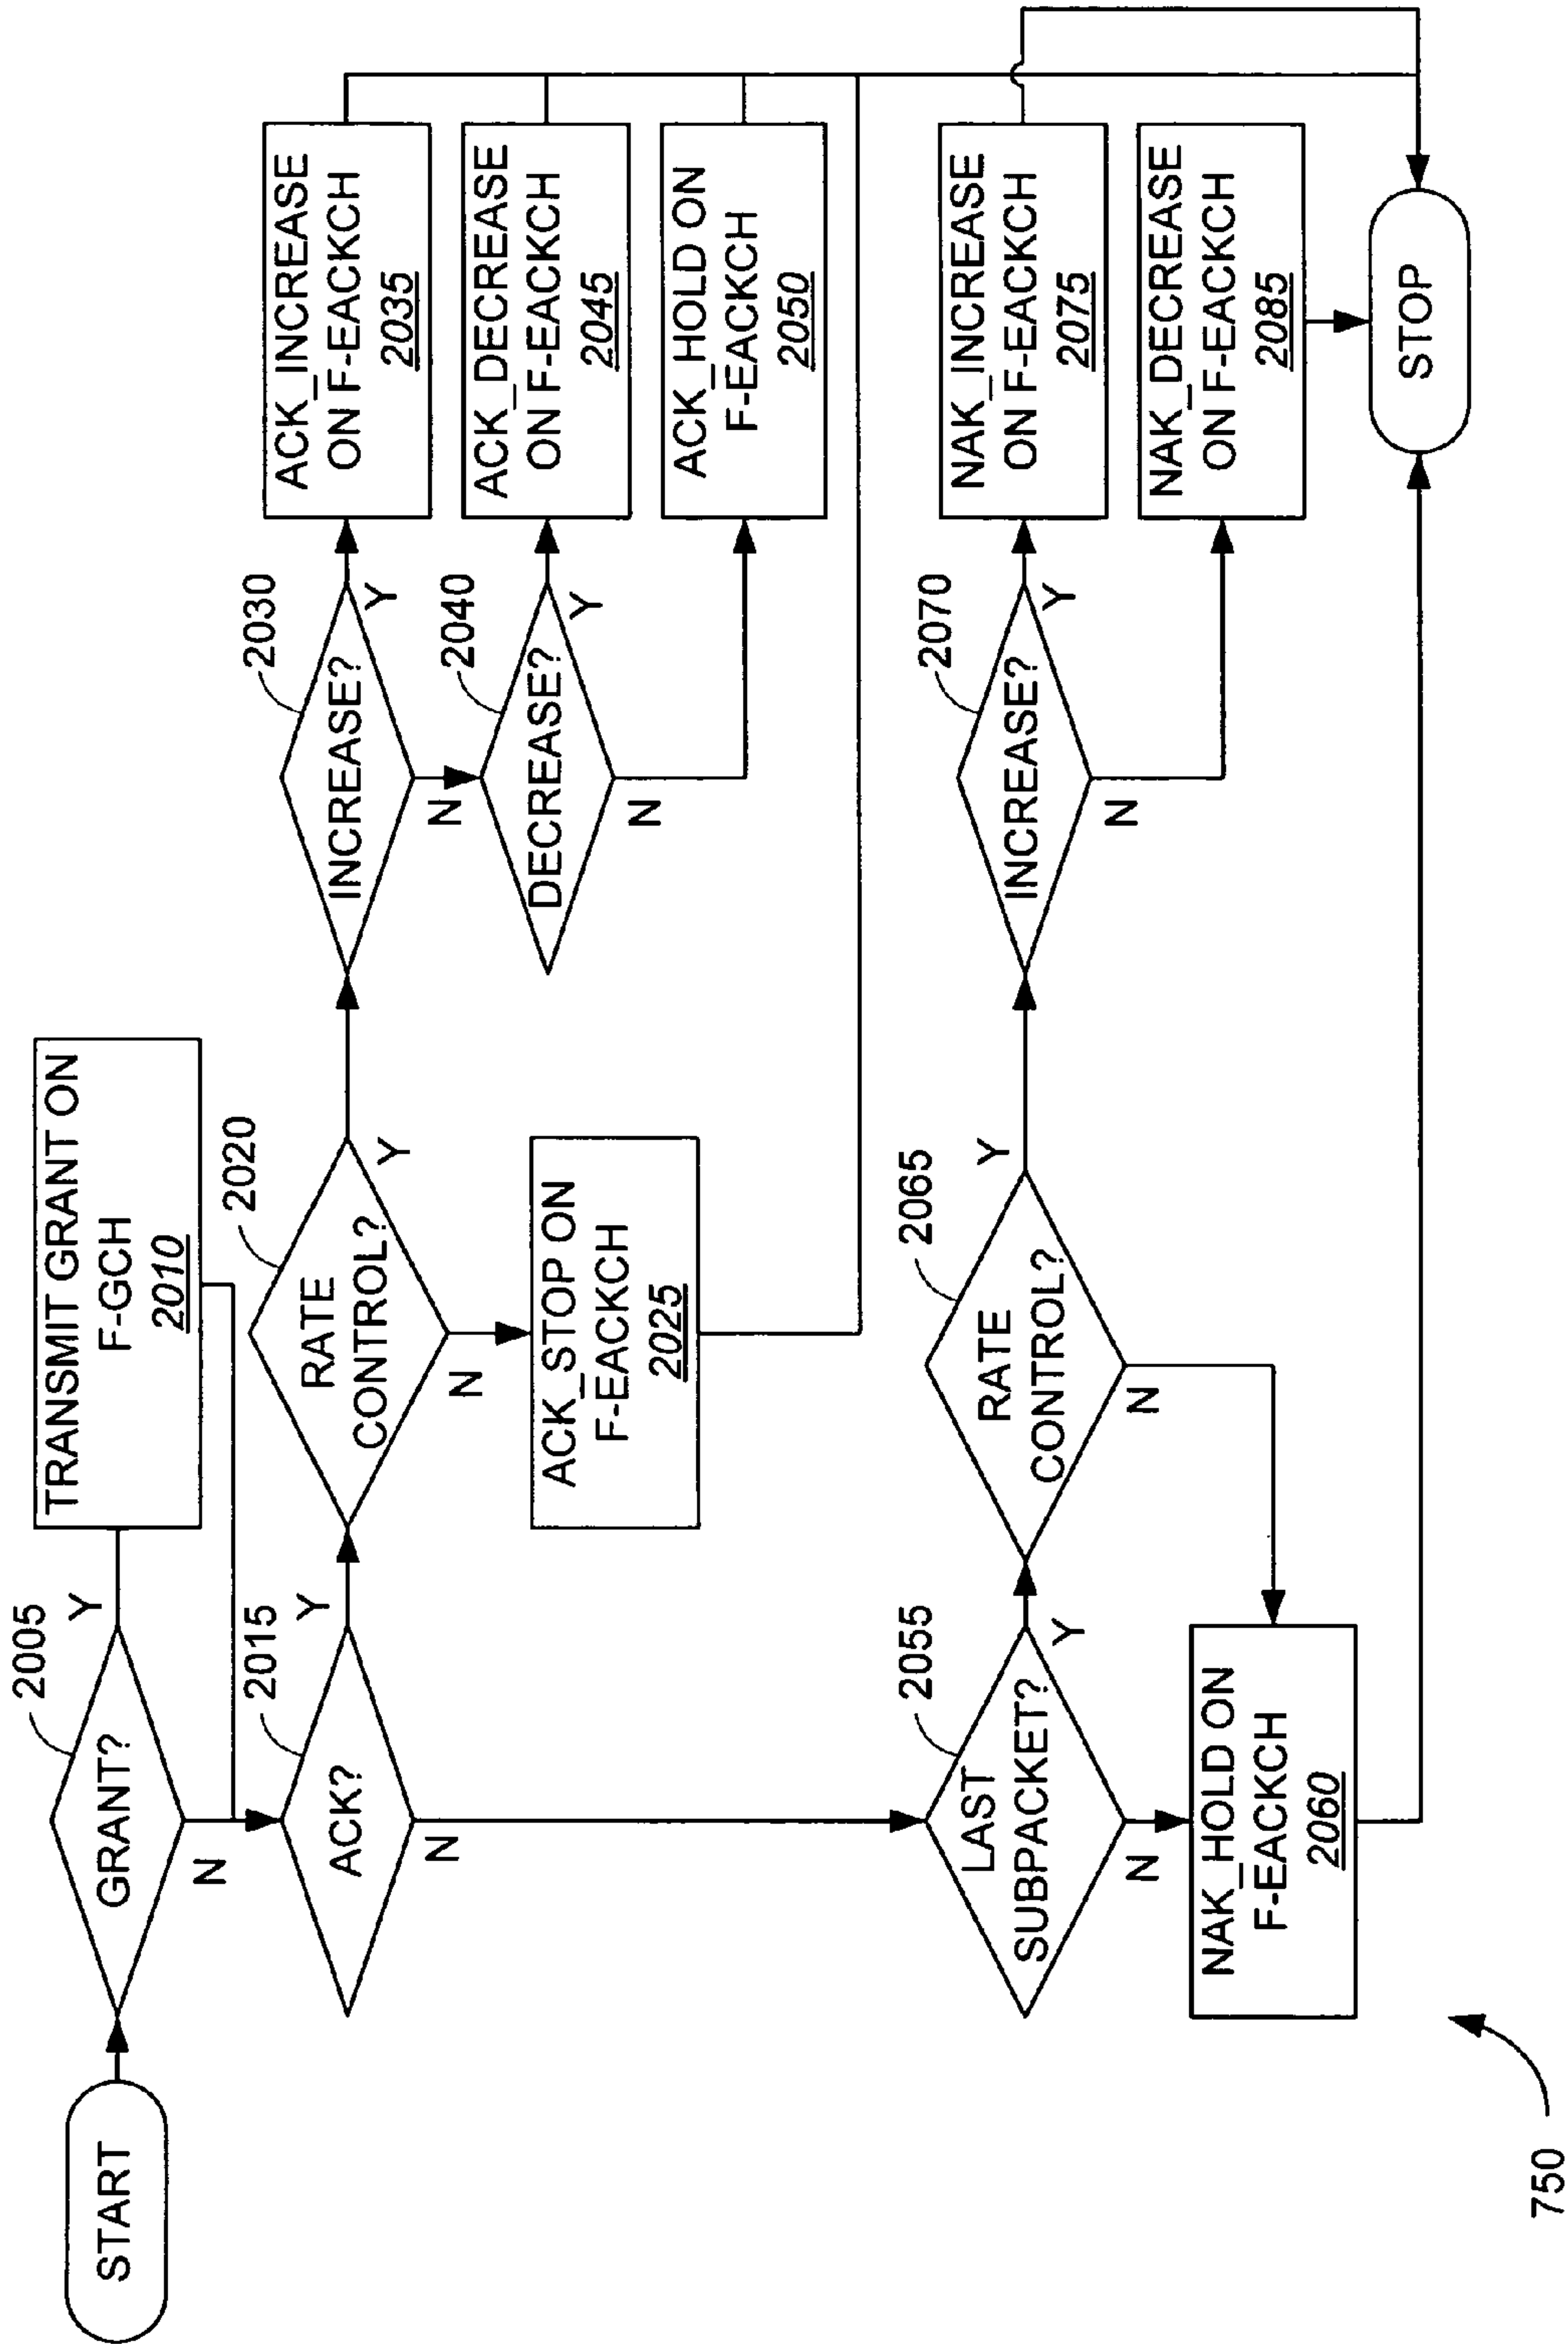 START
2005
GRANT?
Y
N
TRANSMIT GRANT ON
F-GCH
2010
2015
ACK?
Y
N
2020
RATE
CONTROL?
Y
N
ACK_STOP ON
F-EACKCH
2025
2030
INCREASE?
Y
N
ACK_INCREASE
ON F-EACKCH
2035
2040
DECREASE?
Y
N
ACK_DECREASE
ON F-EACKCH
2045
ACK_HOLD ON
F-EACKCH
2050
2055
LAST
SUBPACKET?
Y
N
NAK_HOLD ON
F-EACKCH
2060
2065
RATE
CONTROL?
Y
N
2070
INCREASE?
Y
N
NAK_INCREASE
ON F-EACKCH
2075
NAK_DECREASE
ON F-EACKCH
2085
STOP
750